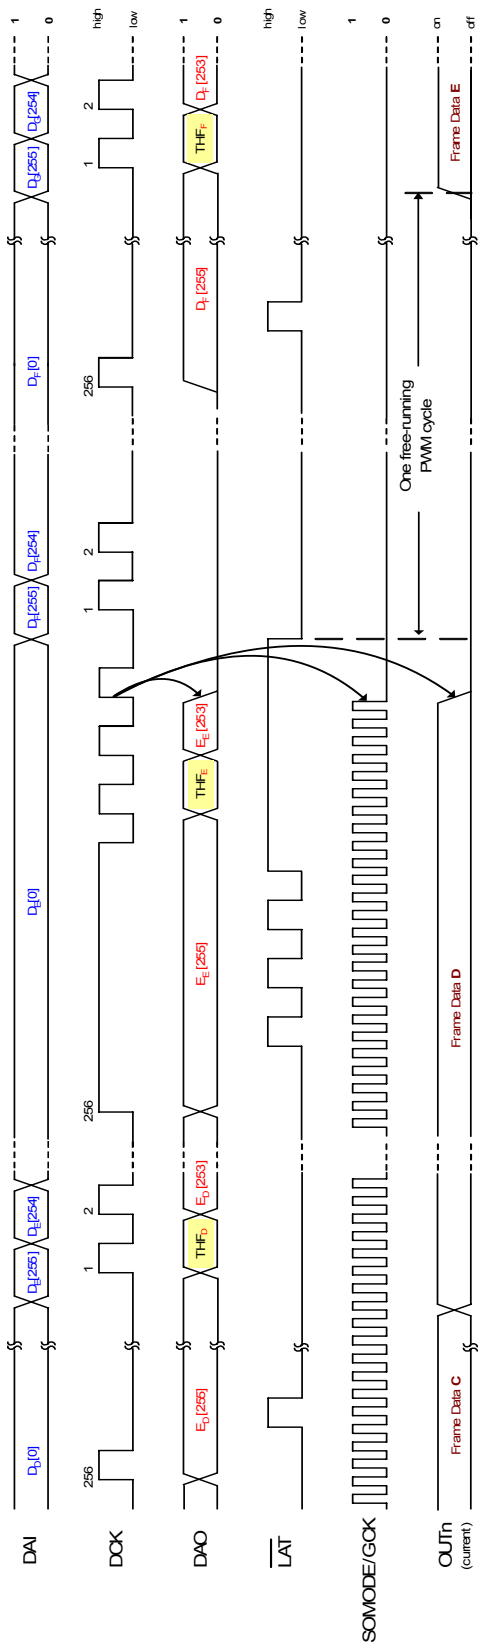 DAI
D_D[0]
D_E[255]
D_E[254]
D_E[0]
D_F[255]
D_F[254]
D_F[0]
D_G[255]
D_G[254]
1
0
DCK
256
1
2
256
1
2
256
1
2
high
low
DAO
E_D[255]
THF_D
E_D[253]
E_E[255]
THF_E
E_E[253]
D_F[255]
THF_F
D_F[253]
1
0
LAT
high
low
SOMODE/GCK
1
0
OUTn
(current)
Frame Data C
Frame Data D
One free-running
PWM cycle
Frame Data E
on
off